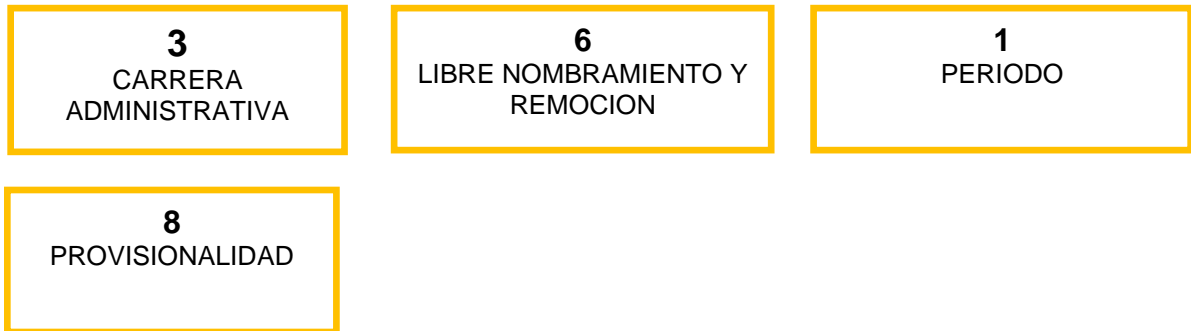 3
CARRERA
ADMINISTRATIVA
6
LIBRE NOMBRAMIENTO Y
REMOCION
1
PERIODO
8
PROVISIONALIDAD